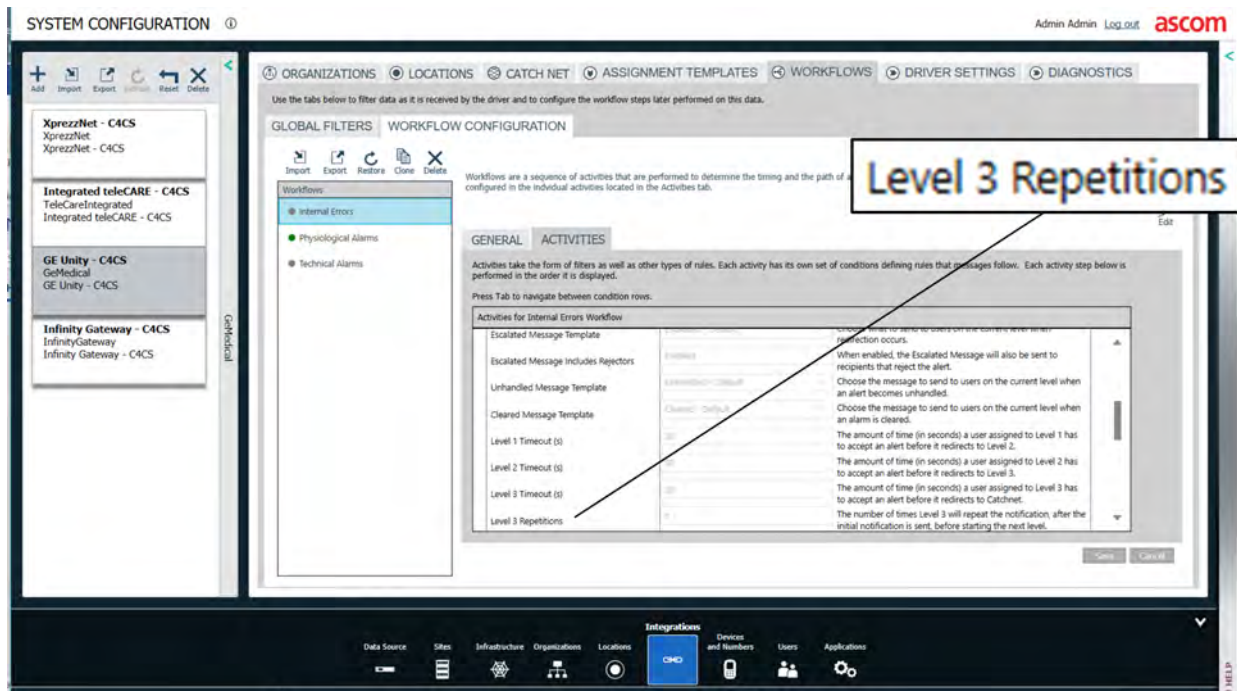 SYSTEM CONFIGURATION
Admin Admin Log out ascom
Add Import Export Refresh Reset Delete
XprezzNet - C4CS
XprezzNet
XprezzNet - C4CS
Integrated teleCARE - C4CS
TeleCareIntegrated
Integrated teleCARE - C4CS
GE Unity - C4CS
GeMedical
GE Unity - C4CS
Infinity Gateway - C4CS
InfinityGateway
Infinity Gateway - C4CS
GeMedical
ORGANIZATIONS LOCATIONS CATCH NET ASSIGNMENT TEMPLATES WORKFLOWS DRIVER SETTINGS DIAGNOSTICS
Use the tabs below to filter data as it is received by the driver and to configure the workflow steps later performed on this data.
GLOBAL FILTERS WORKFLOW CONFIGURATION
Import Export Restore Clone Delete
Workflows
Internal Errors
Physiological Alarms
Technical Alarms
Workflows are a sequence of activities that are performed to determine the timing and the path of
configured in the individual activities located in the Activities tab.
Level 3 Repetitions
Edit
GENERAL ACTIVITIES
Activities take the form of filters as well as other types of rules. Each activity has its own set of conditions defining rules that messages follow. Each activity step below is
performed in the order it is displayed.
Press Tab to navigate between condition rows.
Activities for Internal Errors Workflow
Escalated Message Template Choose what to send to users on the current level when
redirection occurs.
Escalated Message Includes Rejectors Enabled When enabled, the Escalated Message will also be sent to
recipients that reject the alert.
Unhandled Message Template Choose the message to send to users on the current level when
an alert becomes unhandled.
Cleared Message Template Cleared - Default Choose the message to send to users on the current level when
an alarm is cleared.
Level 1 Timeout (s) The amount of time (in seconds) a user assigned to Level 1 has
to accept an alert before it redirects to Level 2.
Level 2 Timeout (s) The amount of time (in seconds) a user assigned to Level 2 has
to accept an alert before it redirects to Level 3.
Level 3 Timeout (s) The amount of time (in seconds) a user assigned to Level 3 has
to accept an alert before it redirects to Catchnet.
Level 3 Repetitions The number of times Level 3 will repeat the notification, after the
initial notification is sent, before starting the next level.
Save Cancel
Data Source Sites Infrastructure Organizations Locations Integrations Devices and Numbers Users Applications
HELP